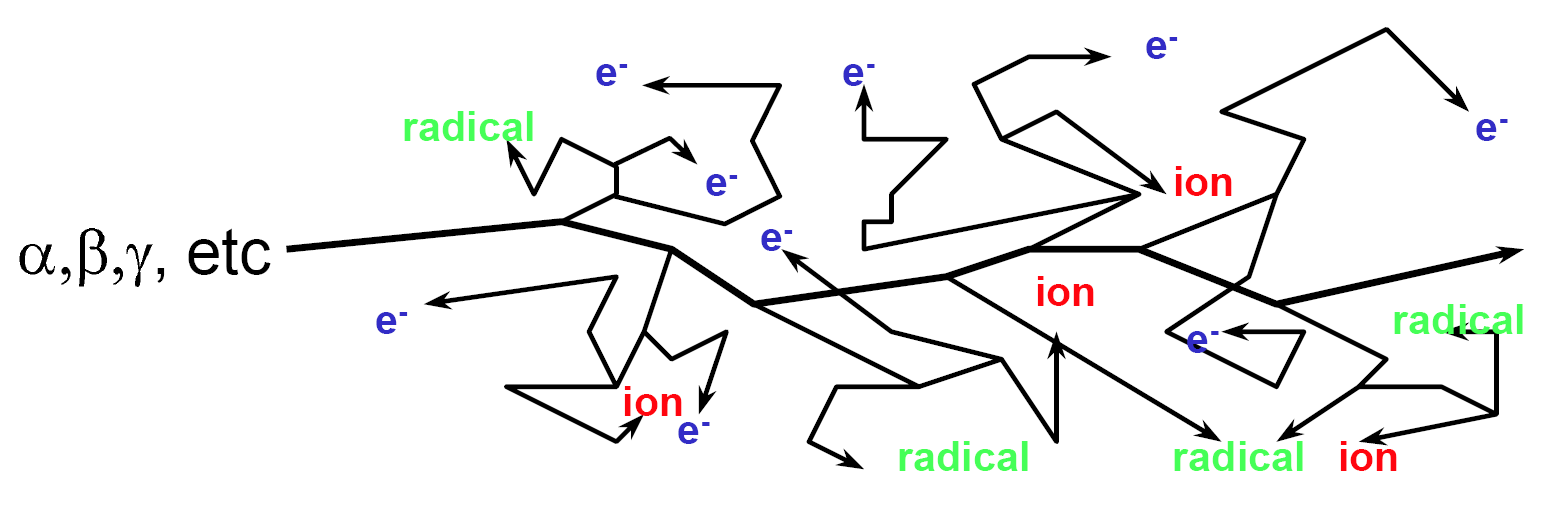 e-
e-
e-
radical
e-
e-
ion
α,β,γ, etc
e-
ion
e-
radical
e-
ion
e-
radical
radical
ion